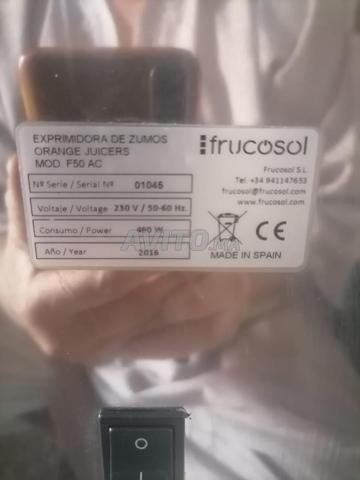 EXPRIMIDORA DE ZUMOS
ORANGE JUICERS
MOD. F50 AC
frucosol
Nº Serie / Serial Nº 01045
Voltaje / Voltage 230 V / 50-60 Hz.
Consumo / Power 460 W
Año / Year 2016
Frucosol S.L.
Tel. +34 941147653
frucosol@frucosol.com
www.frucosol.com
CE
MADE IN SPAIN
AVITO.MA